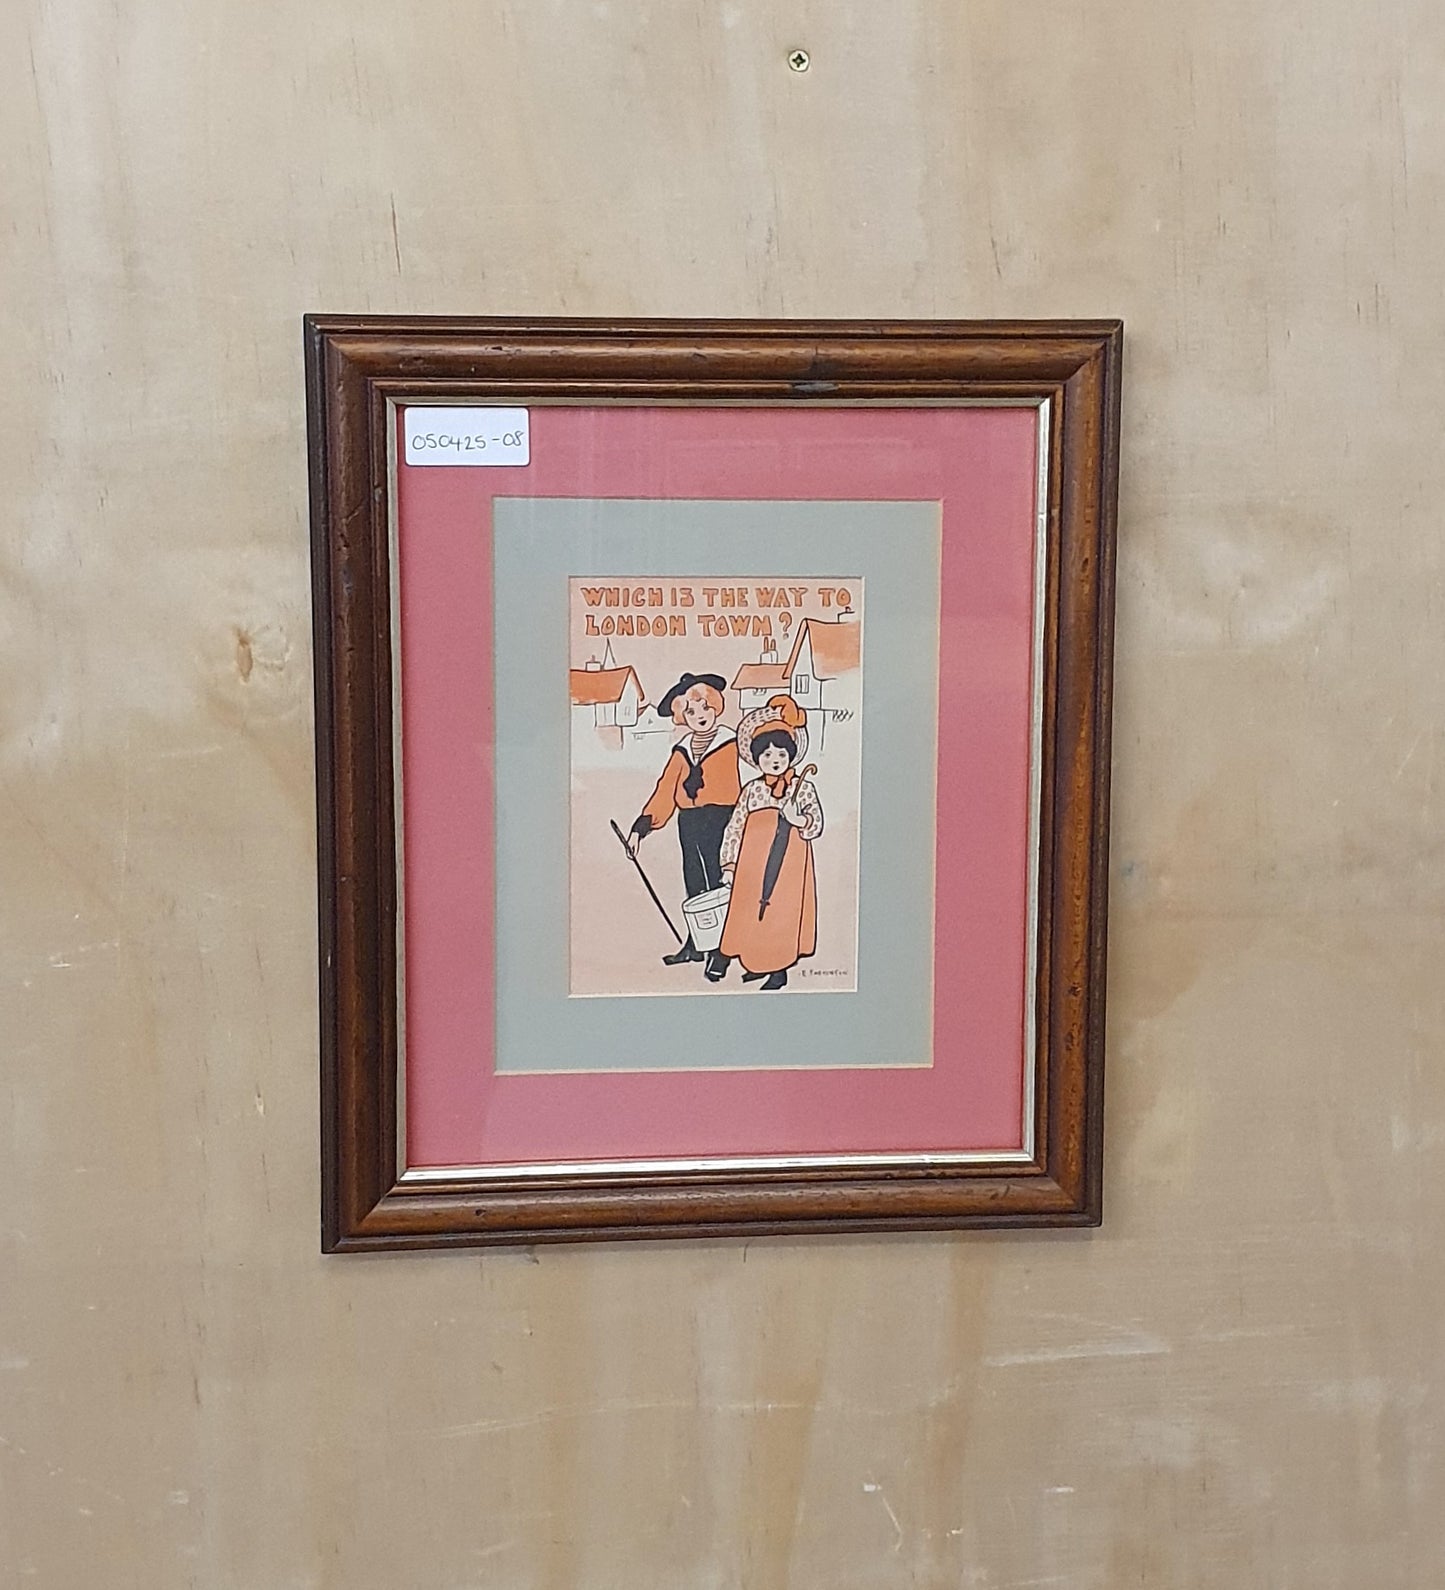 050425-08
WHICH IS THE WAY TO
LONDON TOWN?